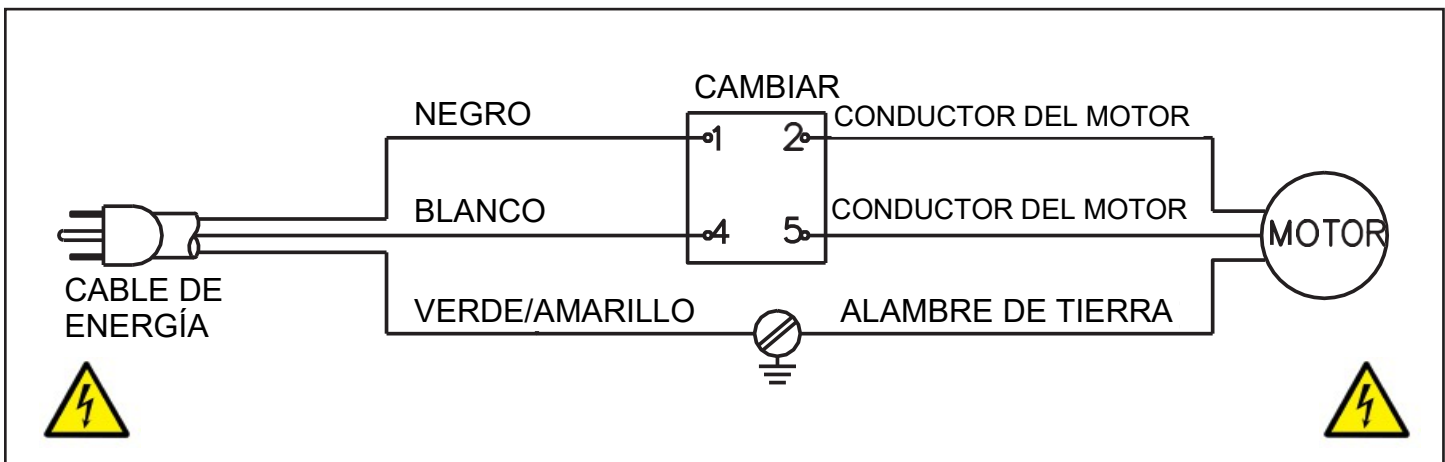 CAMBIAR
NEGRO
1
2
CONDUCTOR DEL MOTOR
BLANCO
4
5
CONDUCTOR DEL MOTOR
MOTOR
CABLE DE
ENERGÍA
VERDE/AMARILLO
ALAMBRE DE TIERRA